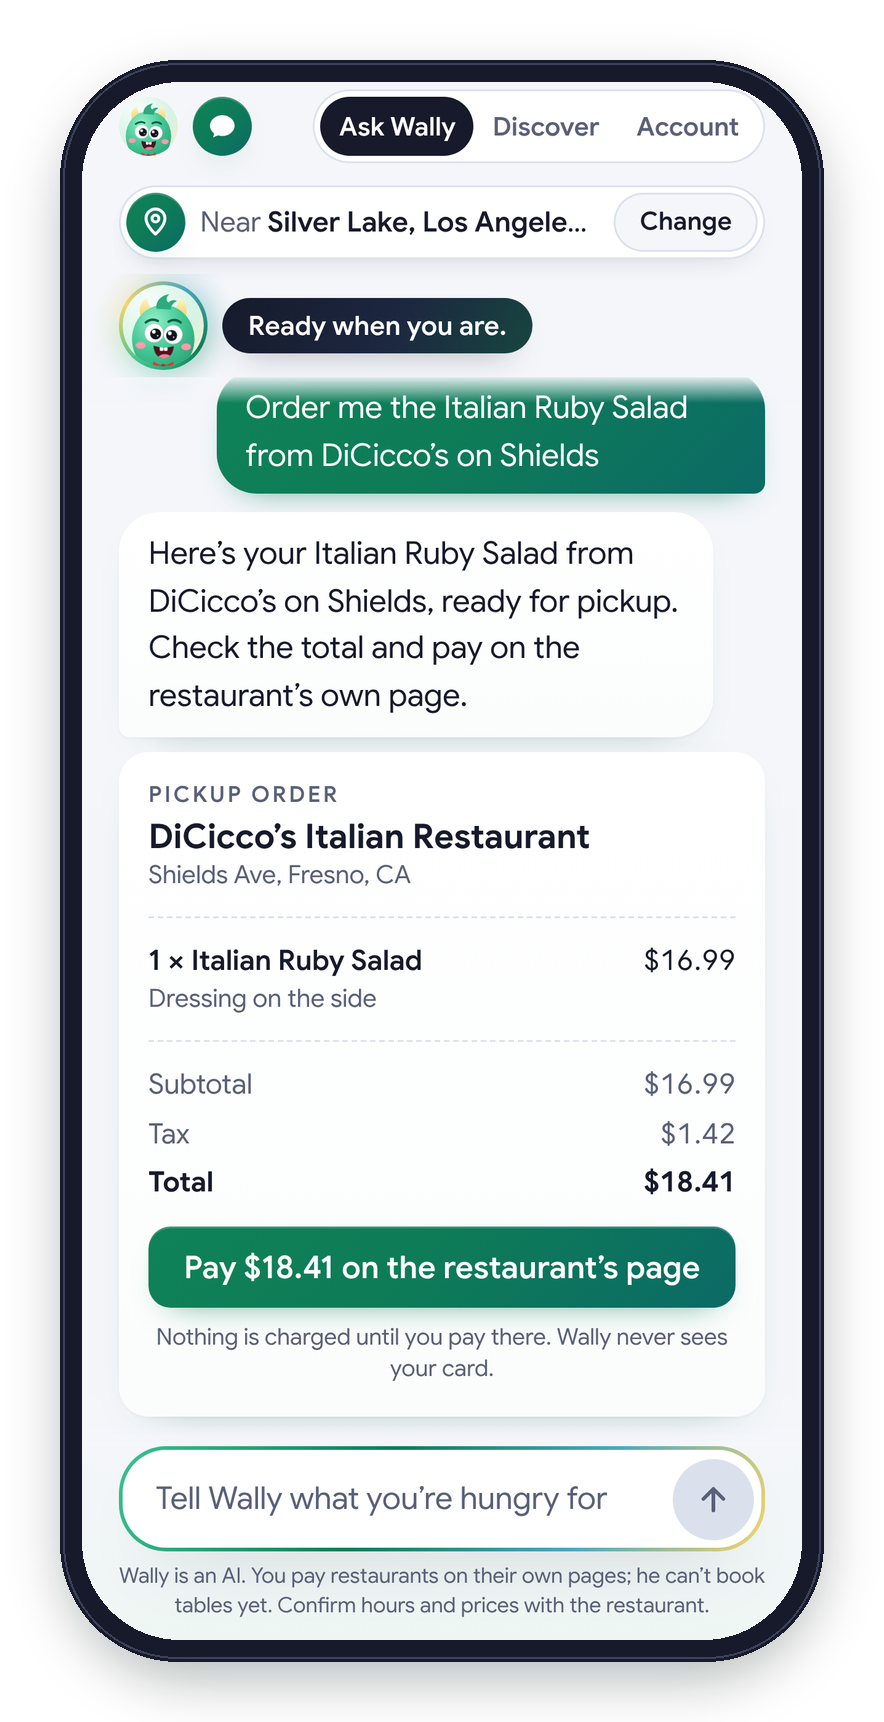 Ask Wally
Discover
Account
Near Silver Lake, Los Angele...
Change
Ready when you are.
Order me the Italian Ruby Salad
from DiCicco’s on Shields
Here’s your Italian Ruby Salad from
DiCicco’s on Shields, ready for pickup.
Check the total and pay on the
restaurant’s own page.
PICKUP ORDER
DiCicco’s Italian Restaurant
Shields Ave, Fresno, CA
1 × Italian Ruby Salad $16.99
Dressing on the side
Subtotal $16.99
Tax $1.42
Total $18.41
Pay $18.41 on the restaurant’s page
Nothing is charged until you pay there. Wally never sees
your card.
Tell Wally what you’re hungry for
Wally is an AI. You pay restaurants on their own pages; he can’t book
tables yet. Confirm hours and prices with the restaurant.